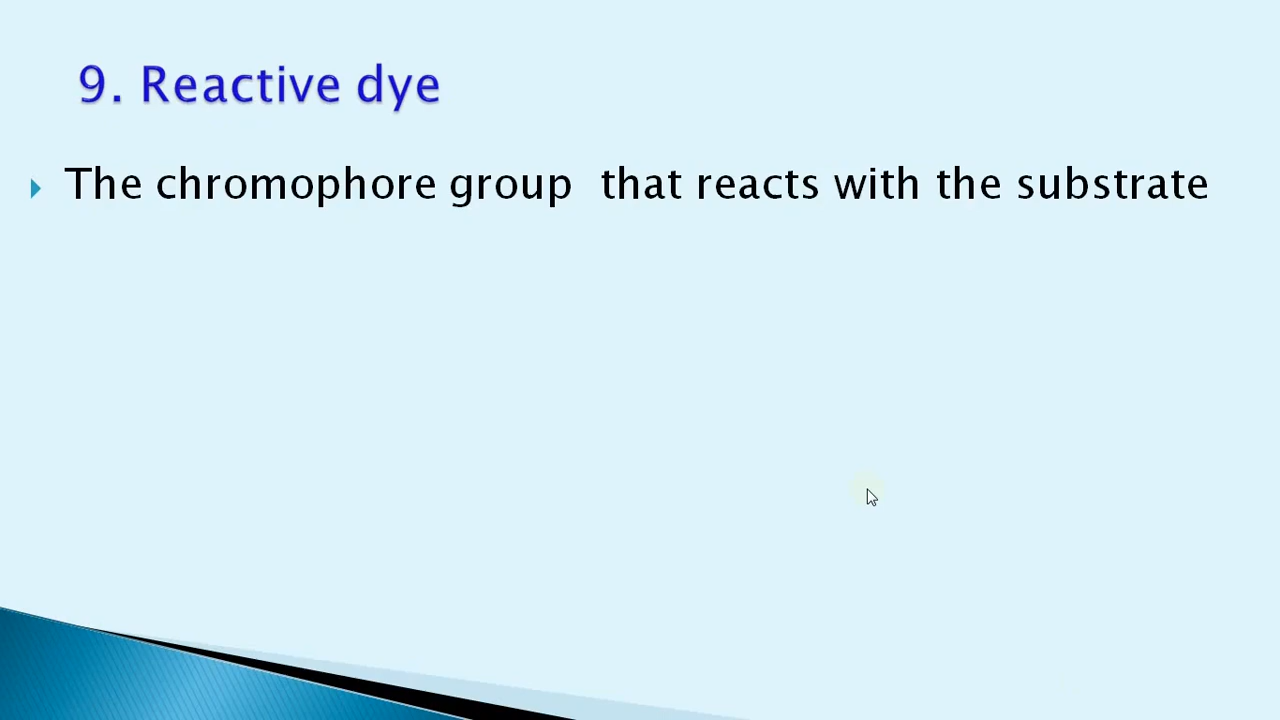 9. Reactive dye
The chromophore group that reacts with the substrate